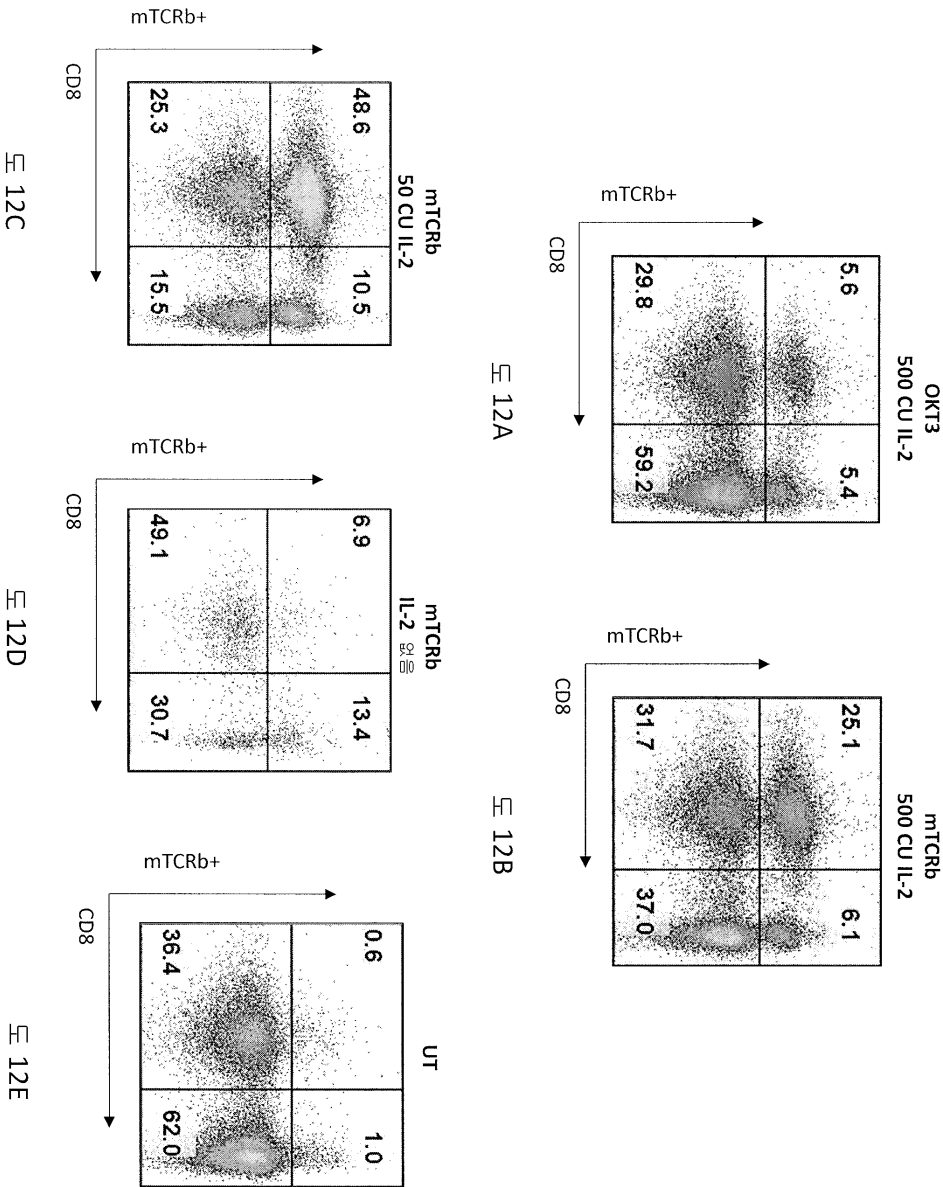 OKT3
500 CU IL-2
mTCRb+
5.6 5.4
29.8 59.2
CD8
도 12A
mTCRb
500 CU IL-2
mTCRb+
25.1 6.1
31.7 37.0
CD8
도 12B
mTCRb
50 CU IL-2
mTCRb+
48.6 10.5
25.3 15.5
CD8
도 12C
mTCRb
IL-2 없음
mTCRb+
6.9 13.4
49.1 30.7
CD8
도 12D
UT
mTCRb+
0.6 1.0
36.4 62.0
CD8
도 12E